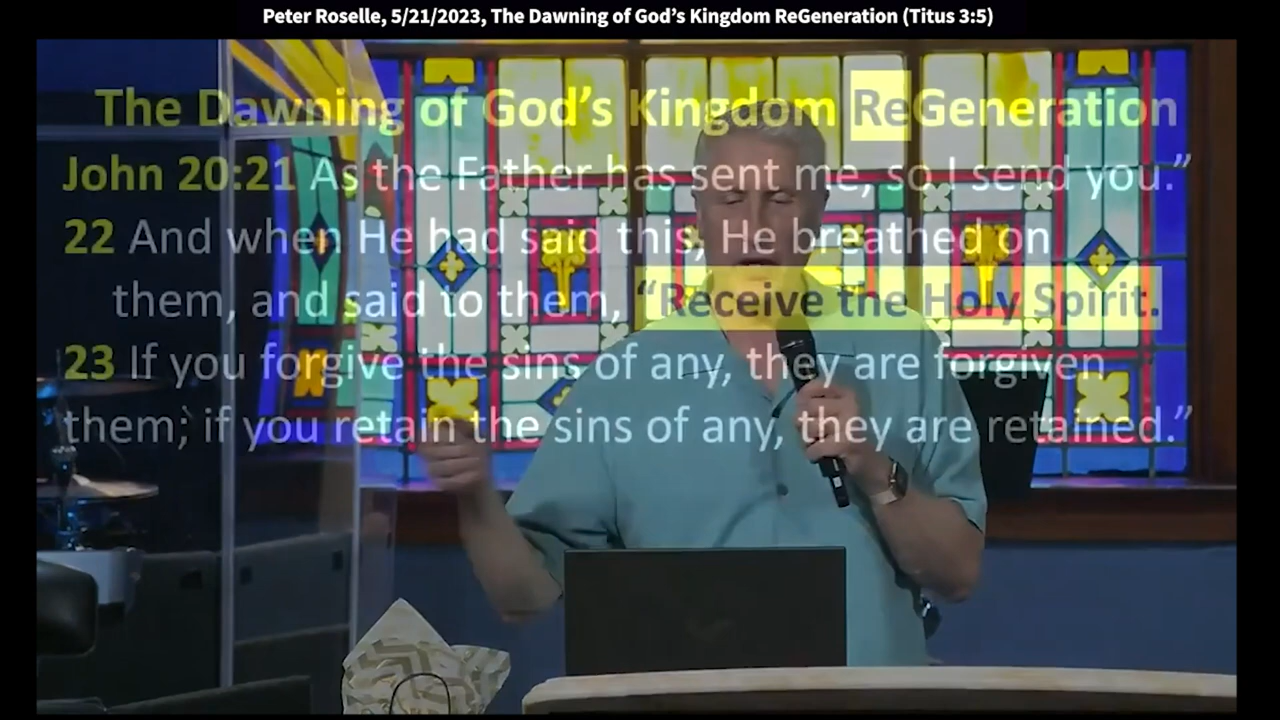 Peter Roselle, 5/21/2023, The Dawning of God's Kingdom ReGeneration (Titus 3:5)
The Dawning of God's Kingdom ReGeneration
John 20:21 As the Father has sent me, so I send you.”
22 And when He had said this, He breathed on
them, and said to them, “Receive the Holy Spirit.
23 If you forgive the sins of any, they are forgiven
them; if you retain the sins of any, they are retained.”